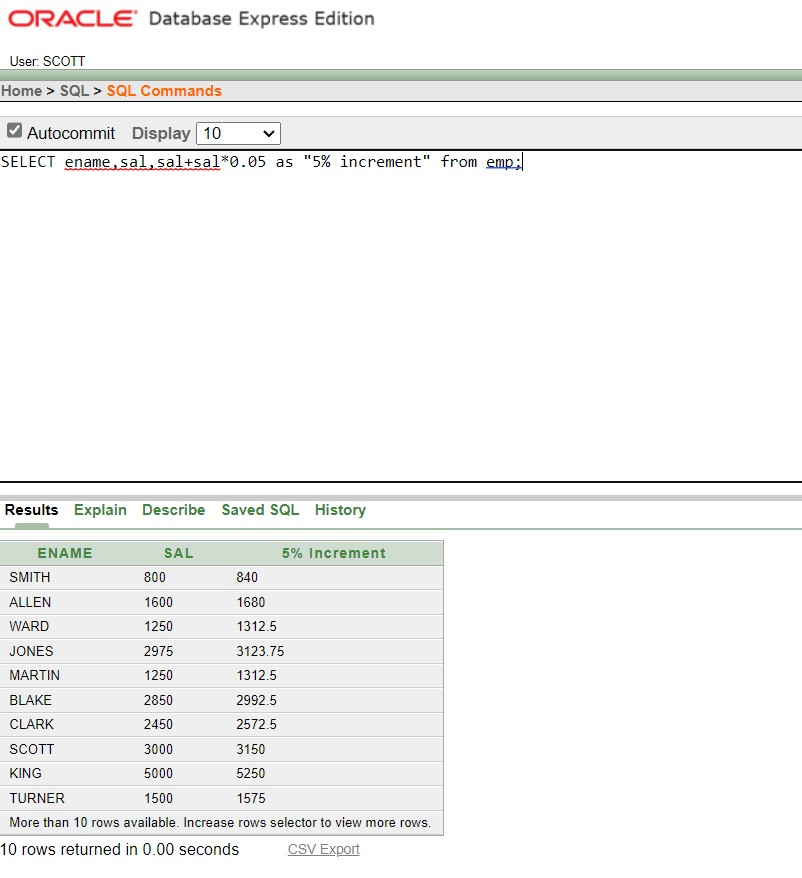 ORACLE® Database Express Edition
User: SCOTT
Home > SQL > SQL Commands
Autocommit Display 10
SELECT ename,sal,sal+sal*0.05 as "5% increment" from emp;
Results Explain Describe Saved SQL History
ENAME SAL 5% Increment
SMITH 800 840
ALLEN 1600 1680
WARD 1250 1312.5
JONES 2975 3123.75
MARTIN 1250 1312.5
BLAKE 2850 2992.5
CLARK 2450 2572.5
SCOTT 3000 3150
KING 5000 5250
TURNER 1500 1575
More than 10 rows available. Increase rows selector to view more rows.
10 rows returned in 0.00 seconds CSV Export